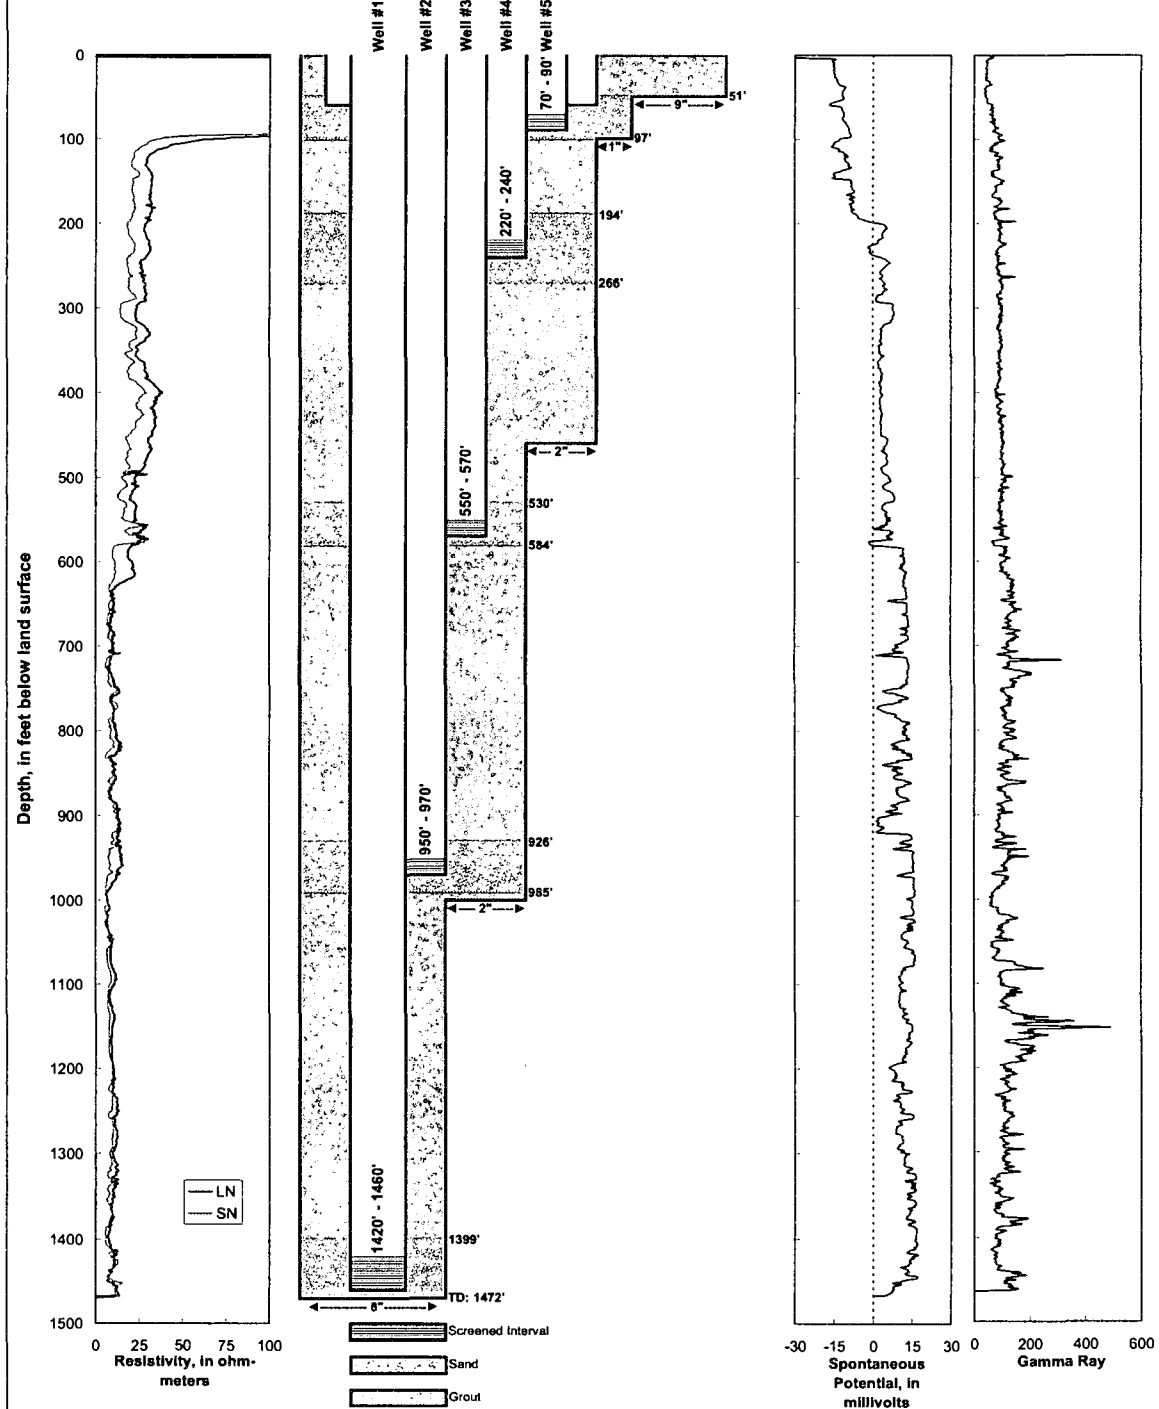 Well #1
Well #2
Well #3
Well #4
Well #5
Depth, in feet below land surface
0
100
200
300
400
500
600
700
800
900
1000
1100
1200
1300
1400
1500
LN
SN
0 25 75 100
Resistivity, in ohm-
meters
1420' - 1460'
950' - 970'
550' - 570'
220' - 240'
70' - 90'
51'
9"
97'
1"
194'
266'
2"
530'
584'
926'
985'
2"
1399'
TD: 1472'
6"
Screened Interval
Sand
Grout
-30 -15 0 15 30
Spontaneous
Potential, in
millivolts
0 200 400 600
Gamma Ray